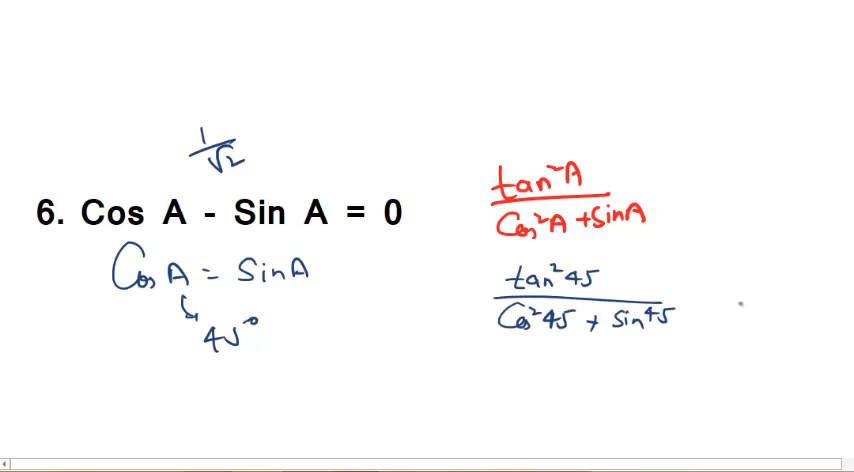 1/√2
6. Cos A - Sin A = 0
Cos A = Sin A
45°
tan²A
Cos²A + Sin A
tan²45
Cos²45 + Sin 45